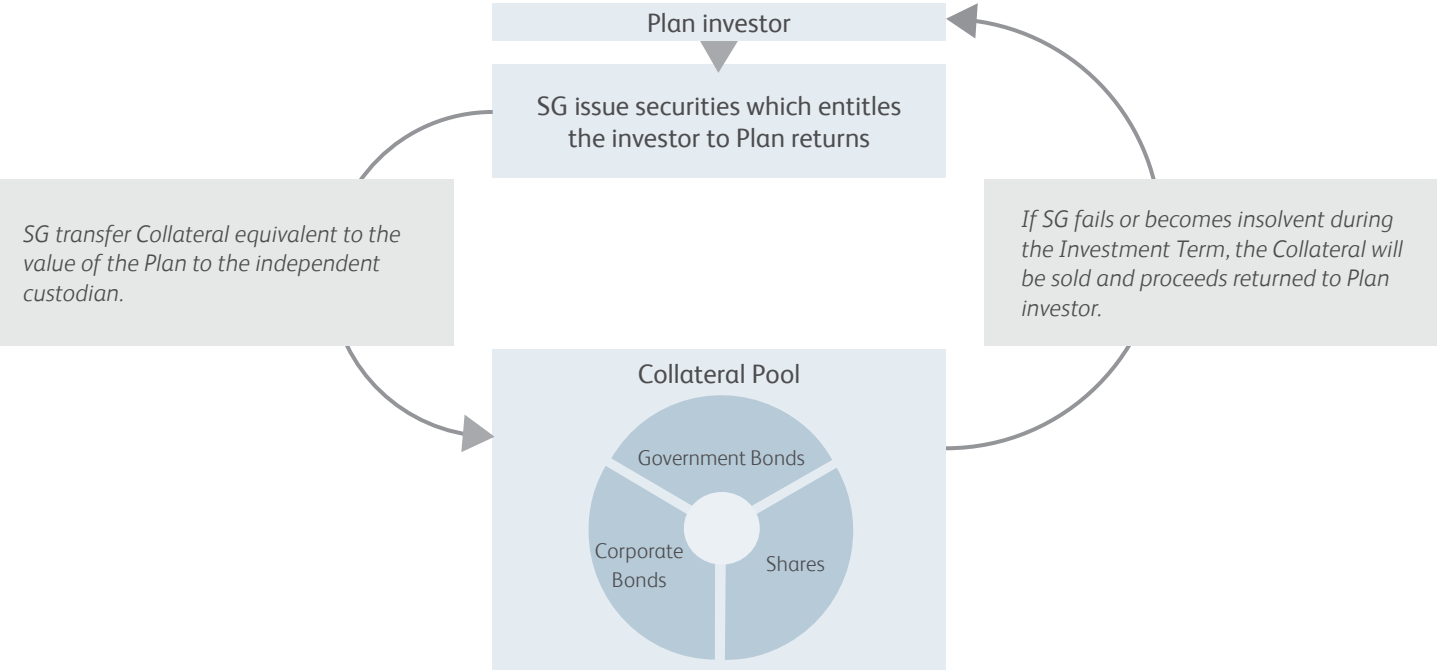 Plan investor
SG issue securities which entitles
the investor to Plan returns
SG transfer Collateral equivalent to the
value of the Plan to the independent
custodian.
If SG fails or becomes insolvent during
the Investment Term, the Collateral will
be sold and proceeds returned to Plan
investor.
Collateral Pool
Government Bonds
Corporate
Bonds
Shares